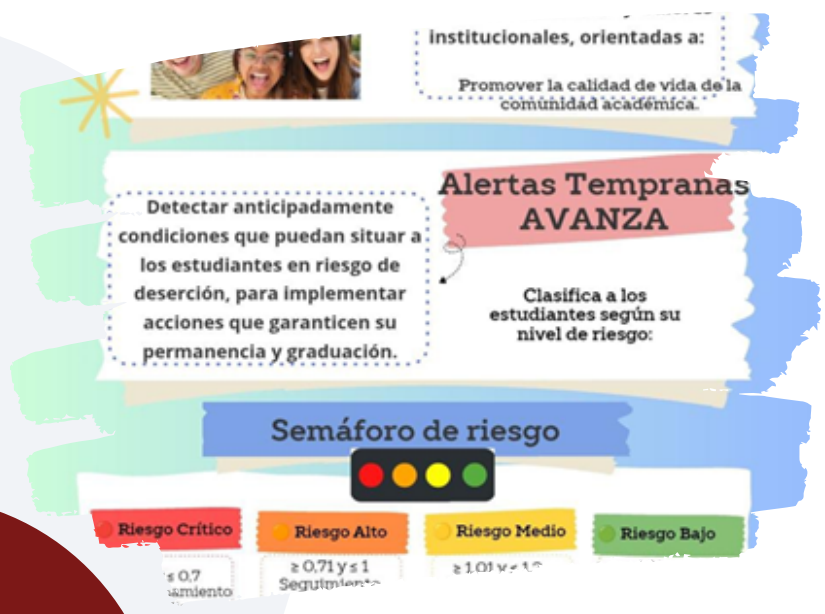 institucionales, orientadas a:
Promover la calidad de vida de la
comunidad académica.
Alertas Tempranas
AVANZA
Detectar anticipadamente
condiciones que puedan situar a
los estudiantes en riesgo de
deserción, para implementar
acciones que garanticen su
permanencia y graduación.
Clasifica a los
estudiantes según su
nivel de riesgo:
Semáforo de riesgo
Riesgo Crítico
Riesgo Alto
Riesgo Medio
Riesgo Bajo
≤ 0,7
≥ 0,71 y ≤ 1
Seguimiento
≥ 1,01 y ≤